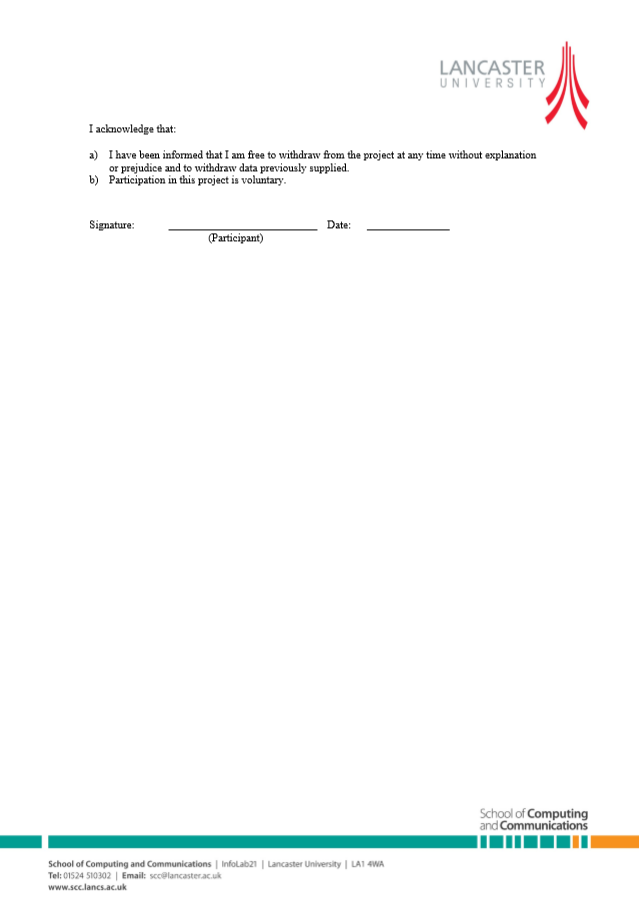 LANCASTER
UNIVERSITY
I acknowledge that:
a) I have been informed that I am free to withdraw from the project at any time without explanation
or prejudice and to withdraw data previously supplied.
b) Participation in this project is voluntary.
Signature: ____________________ Date: ___________
(Participant)
School of Computing
and Communications
School of Computing and Communications | InfoLab21 | Lancaster University | LA1 4WA
Tel: 01524 510302 | Email: scc@lancaster.ac.uk
www.scc.lancs.ac.uk